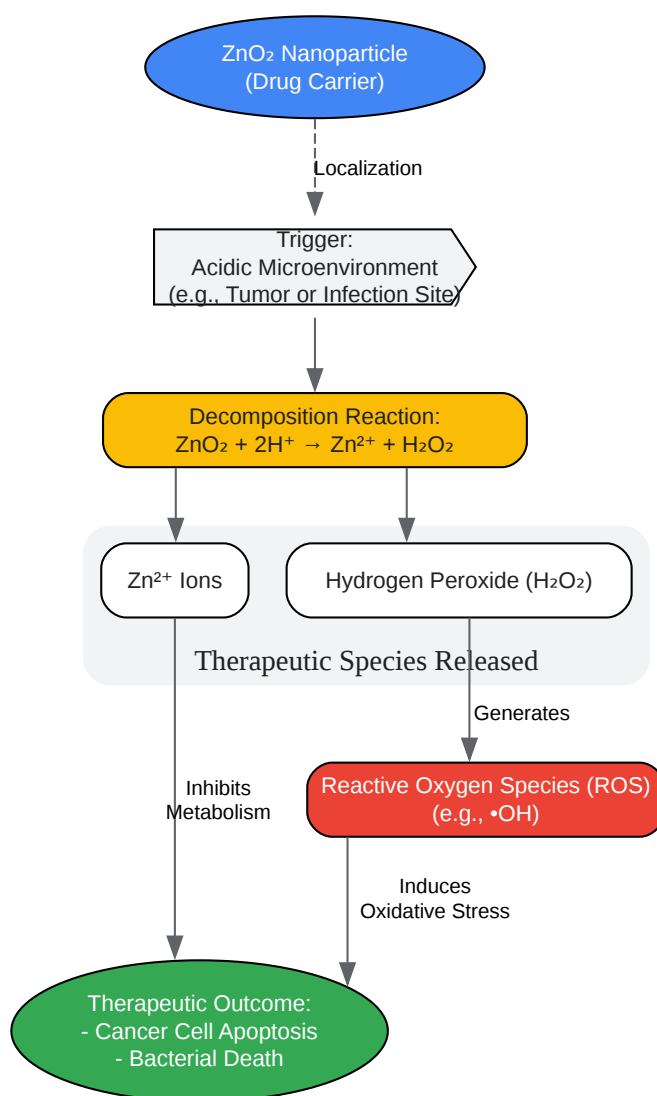 ZnO₂ Nanoparticle
(Drug Carrier)
Localization
Trigger:
Acidic Microenvironment
(e.g., Tumor or Infection Site)
Decomposition Reaction:
ZnO₂ + 2H⁺ → Zn²⁺ + H₂O₂
Zn²⁺ Ions
Hydrogen Peroxide (H₂O₂)
Therapeutic Species Released
Generates
Inhibits
Metabolism
Reactive Oxygen Species (ROS)
(e.g., •OH)
Induces
Oxidative Stress
Therapeutic Outcome:
- Cancer Cell Apoptosis
- Bacterial Death